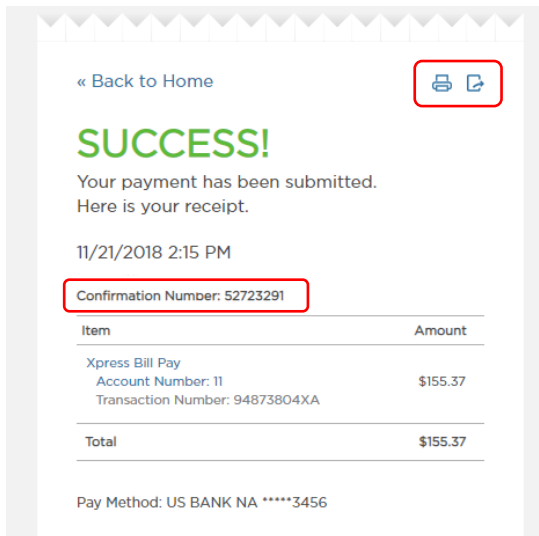 « Back to Home
SUCCESS!
Your payment has been submitted.
Here is your receipt.
11/21/2018 2:15 PM
Confirmation Number: 52723291
Item Amount
Xpress Bill Pay
Account Number: 11 $155.37
Transaction Number: 94873804XA
Total $155.37
Pay Method: US BANK NA *****3456